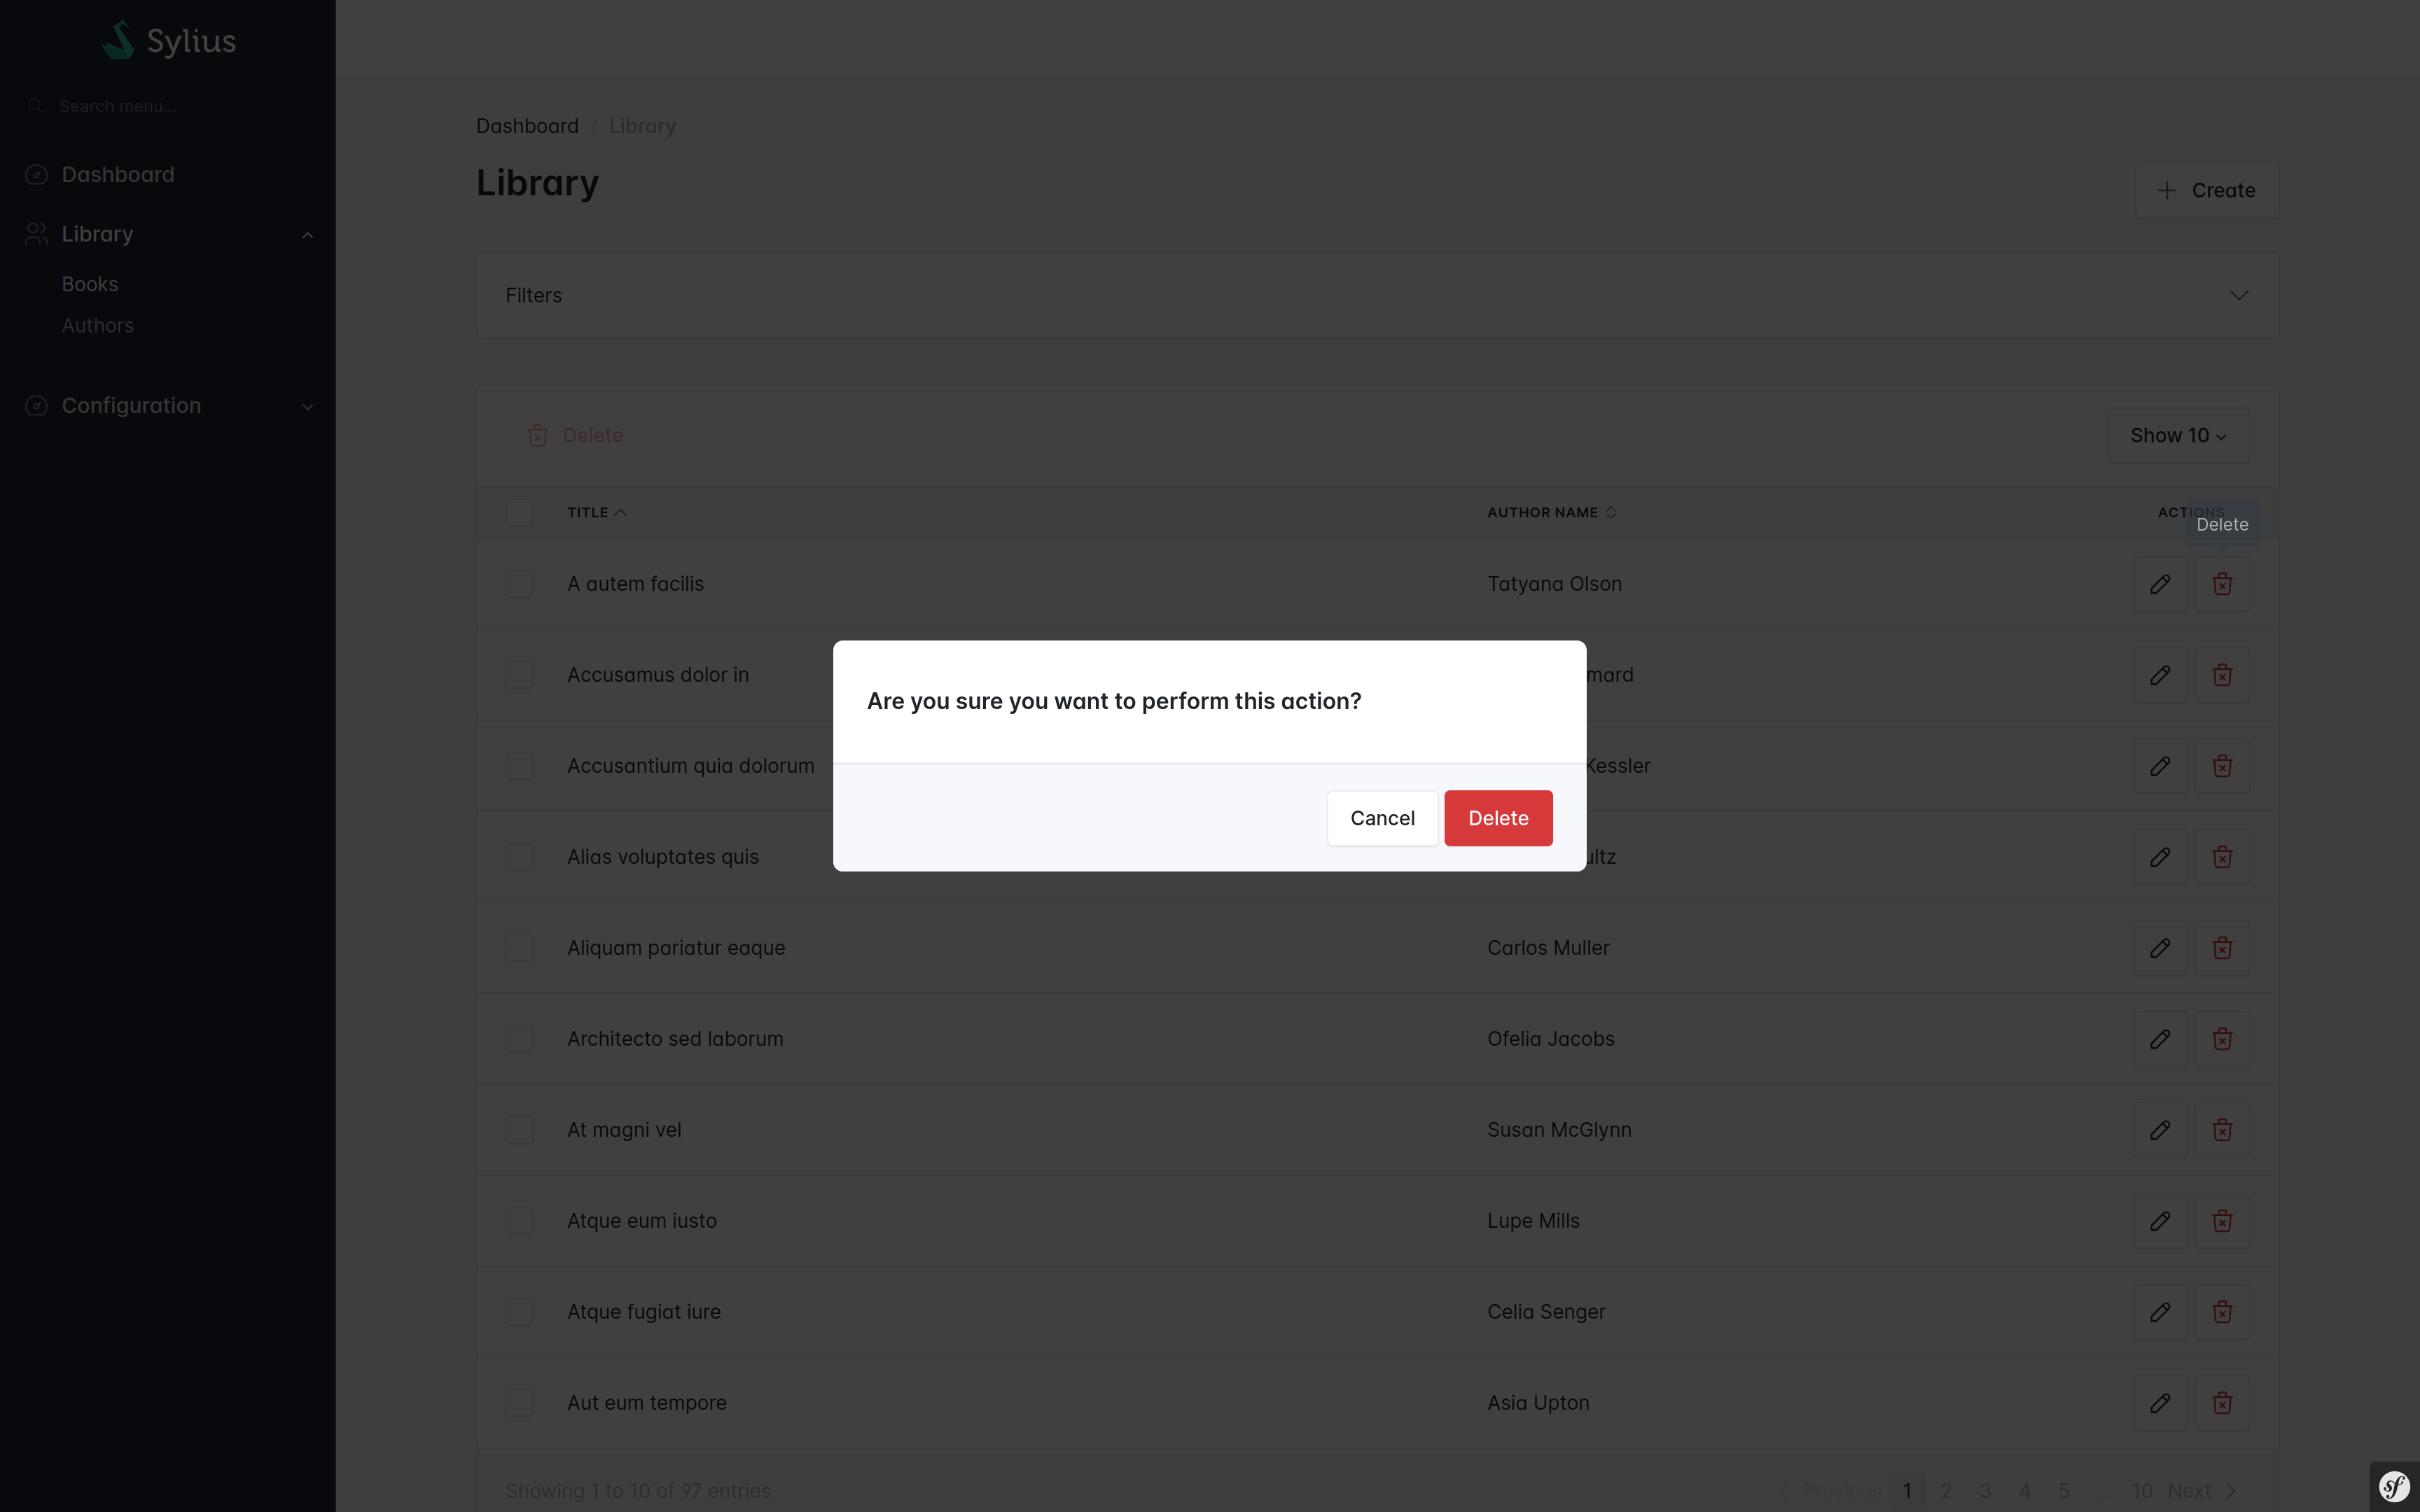 Sylius
Search menu...
Dashboard
Library
Books
Authors
Configuration
Dashboard / Library
Library
Create
Filters
Delete
Show 10
TITLE AUTHOR NAME ACTIONS
Delete
A autem facilis Tatyana Olson
Accusamus dolor in mard
Accusantium quia dolorum Kessler
Are you sure you want to perform this action?
Cancel Delete
Alias voluptates quis ultz
Aliquam pariatur eaque Carlos Muller
Architecto sed laborum Ofelia Jacobs
At magni vel Susan McGlynn
Atque eum iusto Lupe Mills
Atque fugiat iure Celia Senger
Aut eum tempore Asia Upton
Showing 1 to 10 of 97 entries Previous 1 2 3 4 5 ... 10 Next
sf